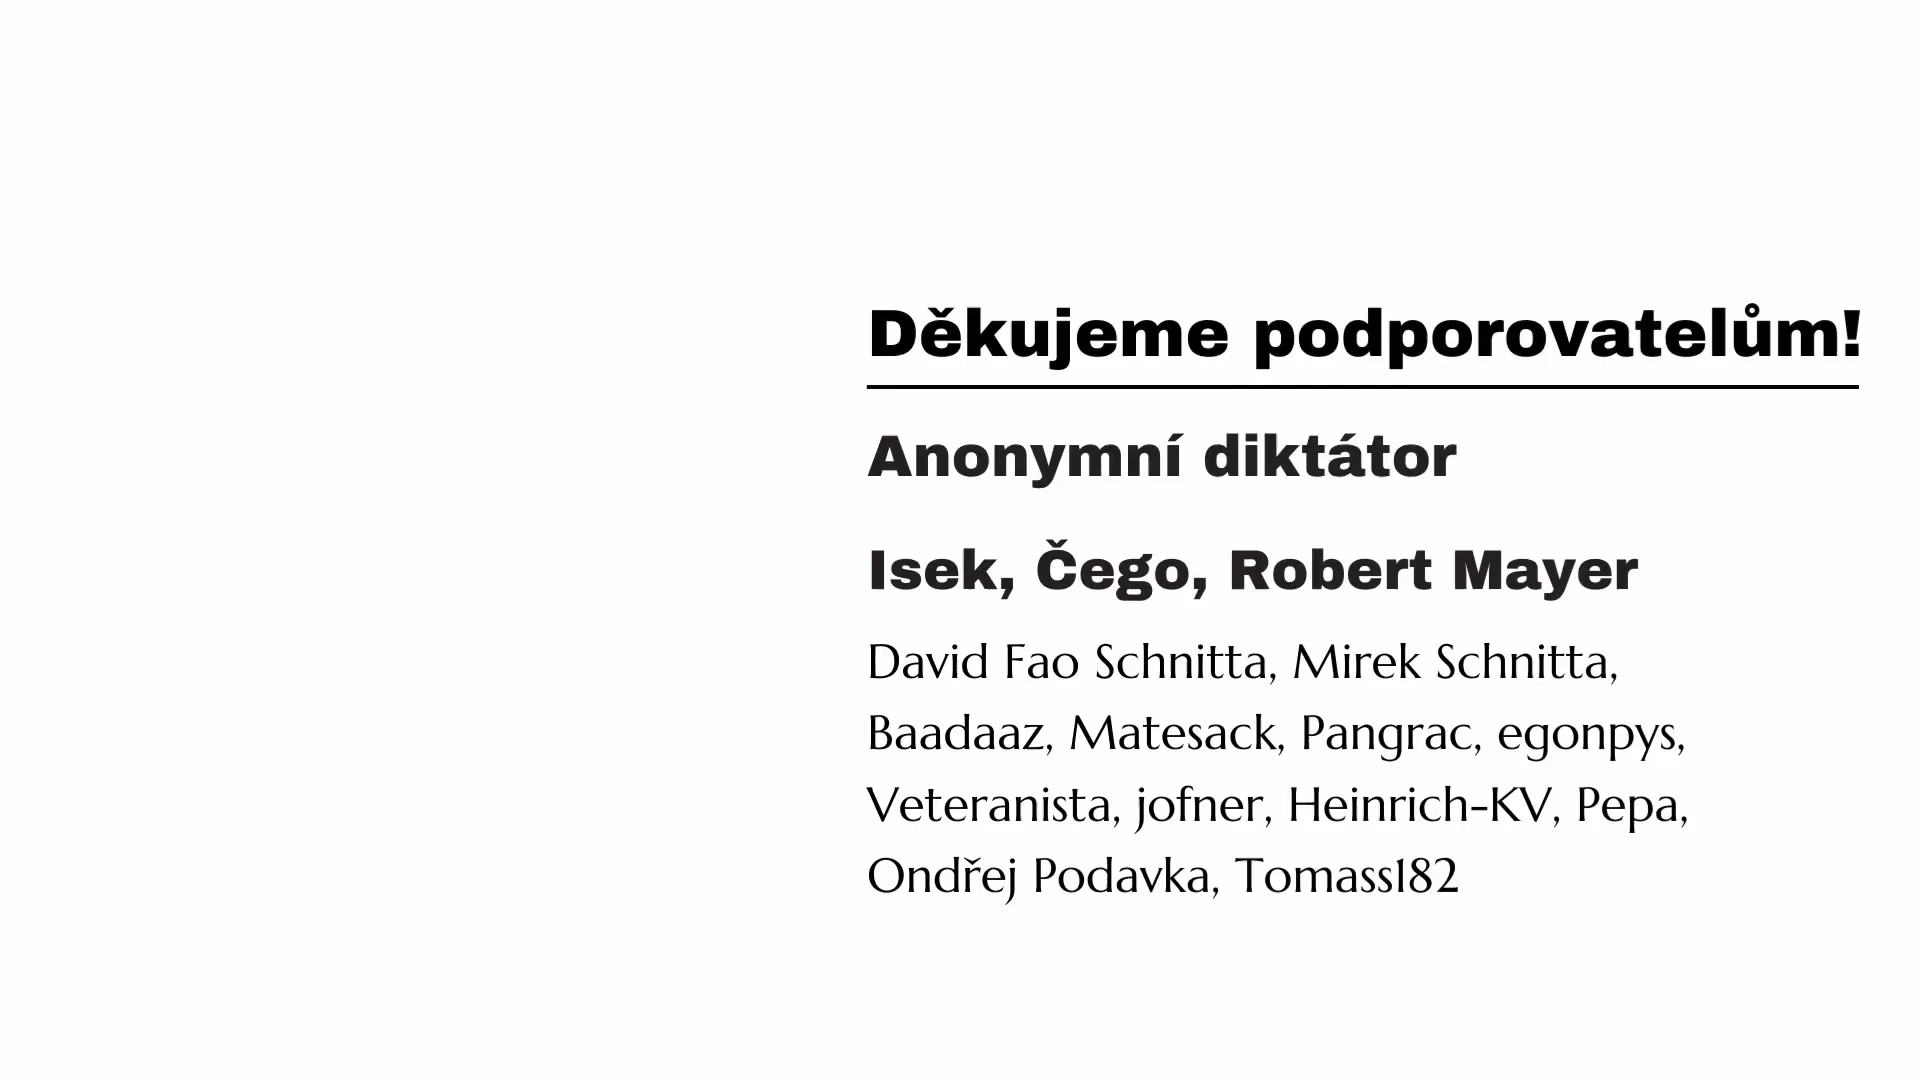 Děkujeme podporovatelům!
Anonymní diktátor
Isek, Čego, Robert Mayer
David Fao Schnitta, Mirek Schnitta,
Baadaaz, Matesack, Pangrac, egonpys,
Veteranista, jofner, Heinrich-KV, Pepa,
Ondřej Podavka, Tomass182